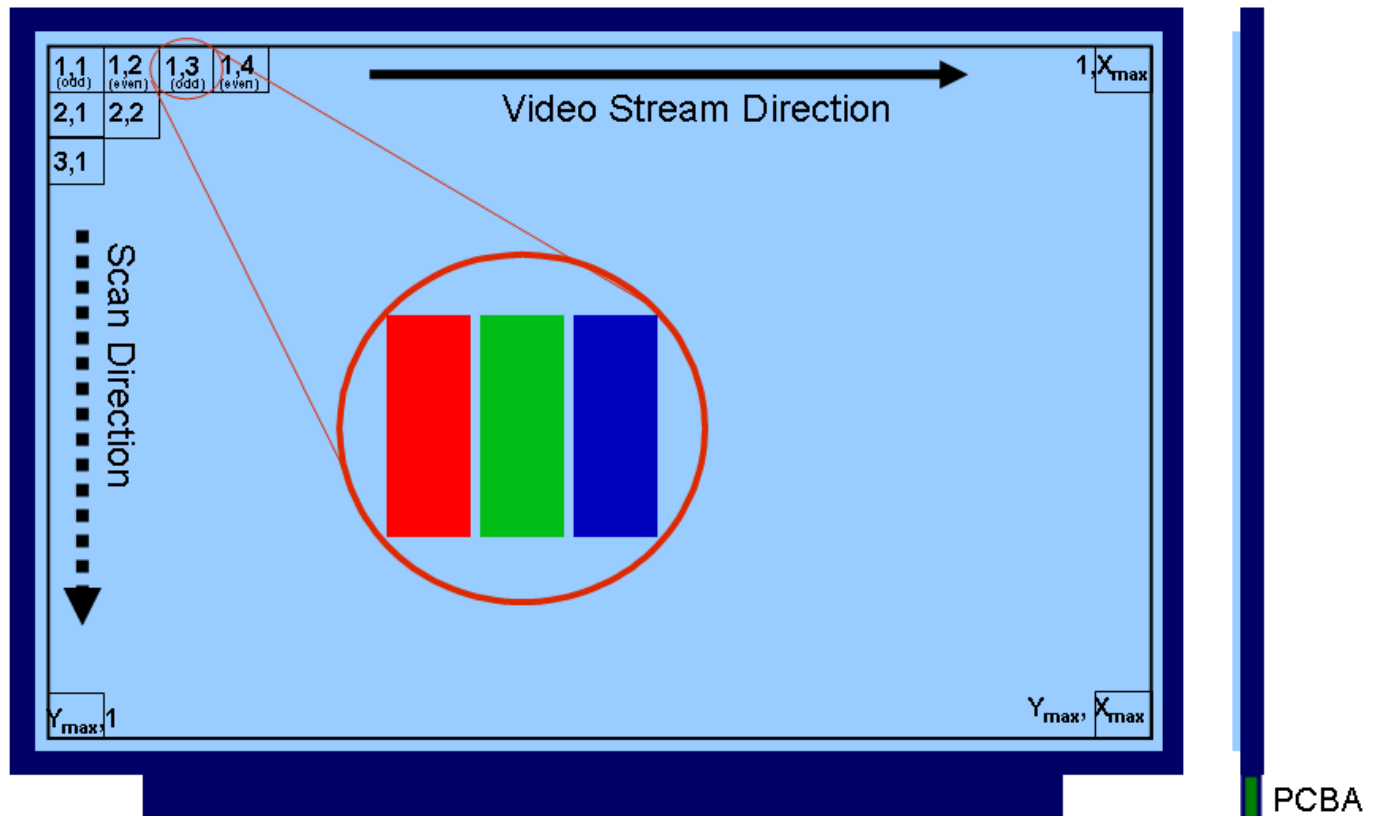 1,1 1,2 1,3 1,4 1,Xmax
(odd) (even) (odd) (even)
Video Stream Direction
2,1 2,2
3,1
Scan Direction
Ymax,1 Ymax, Xmax
PCBA